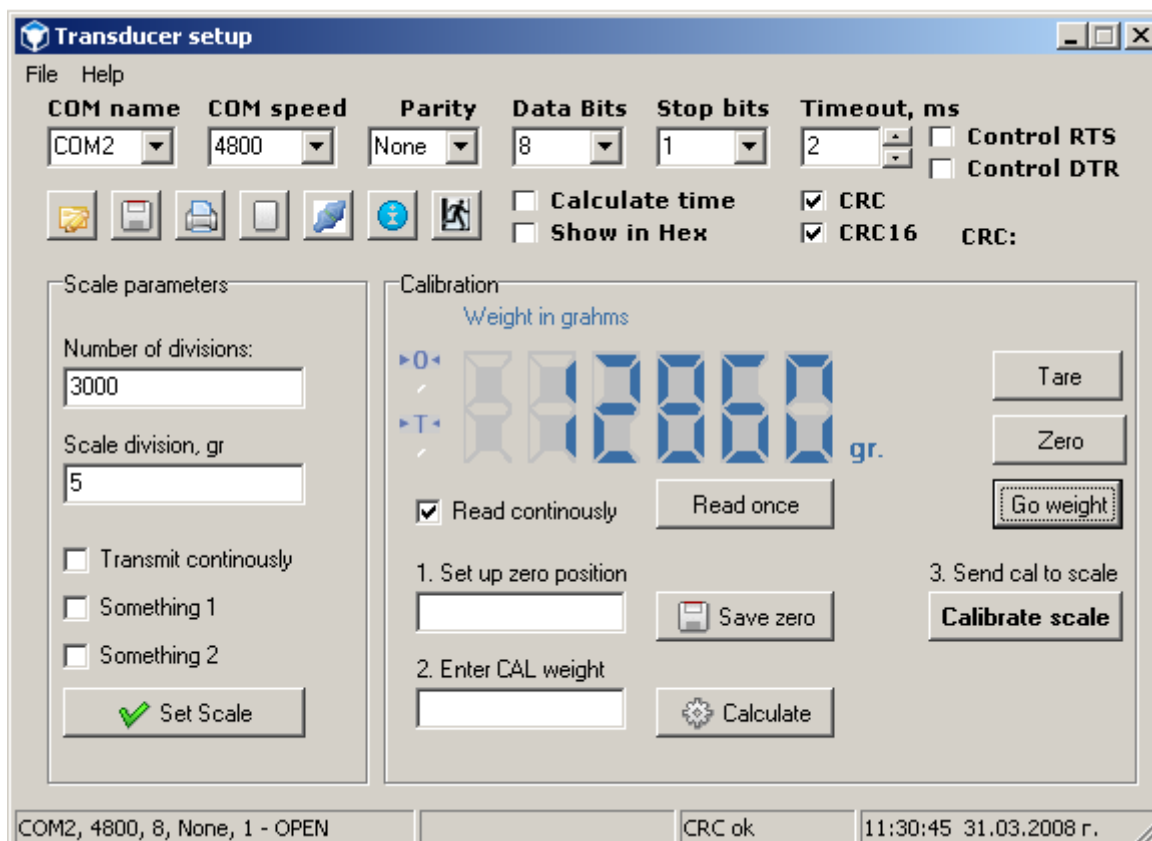 Transducer setup
File Help
COM name COM speed Parity Data Bits Stop bits Timeout, ms
COM2 4800 None 8 1 2
Control RTS
Control DTR
Calculate time CRC
Show in Hex CRC16 CRC:
Scale parameters
Number of divisions:
3000
Scale division, gr
5
Transmit continously
Something 1
Something 2
Set Scale
Calibration
Weight in grahms
►0◄
►T◄
12860 gr.
Tare
Zero
Go weight
Read continously
Read once
1. Set up zero position
Save zero
2. Enter CAL weight
Calculate
3. Send cal to scale
Calibrate scale
COM2, 4800, 8, None, 1 - OPEN CRC ok 11:30:45 31.03.2008 г.